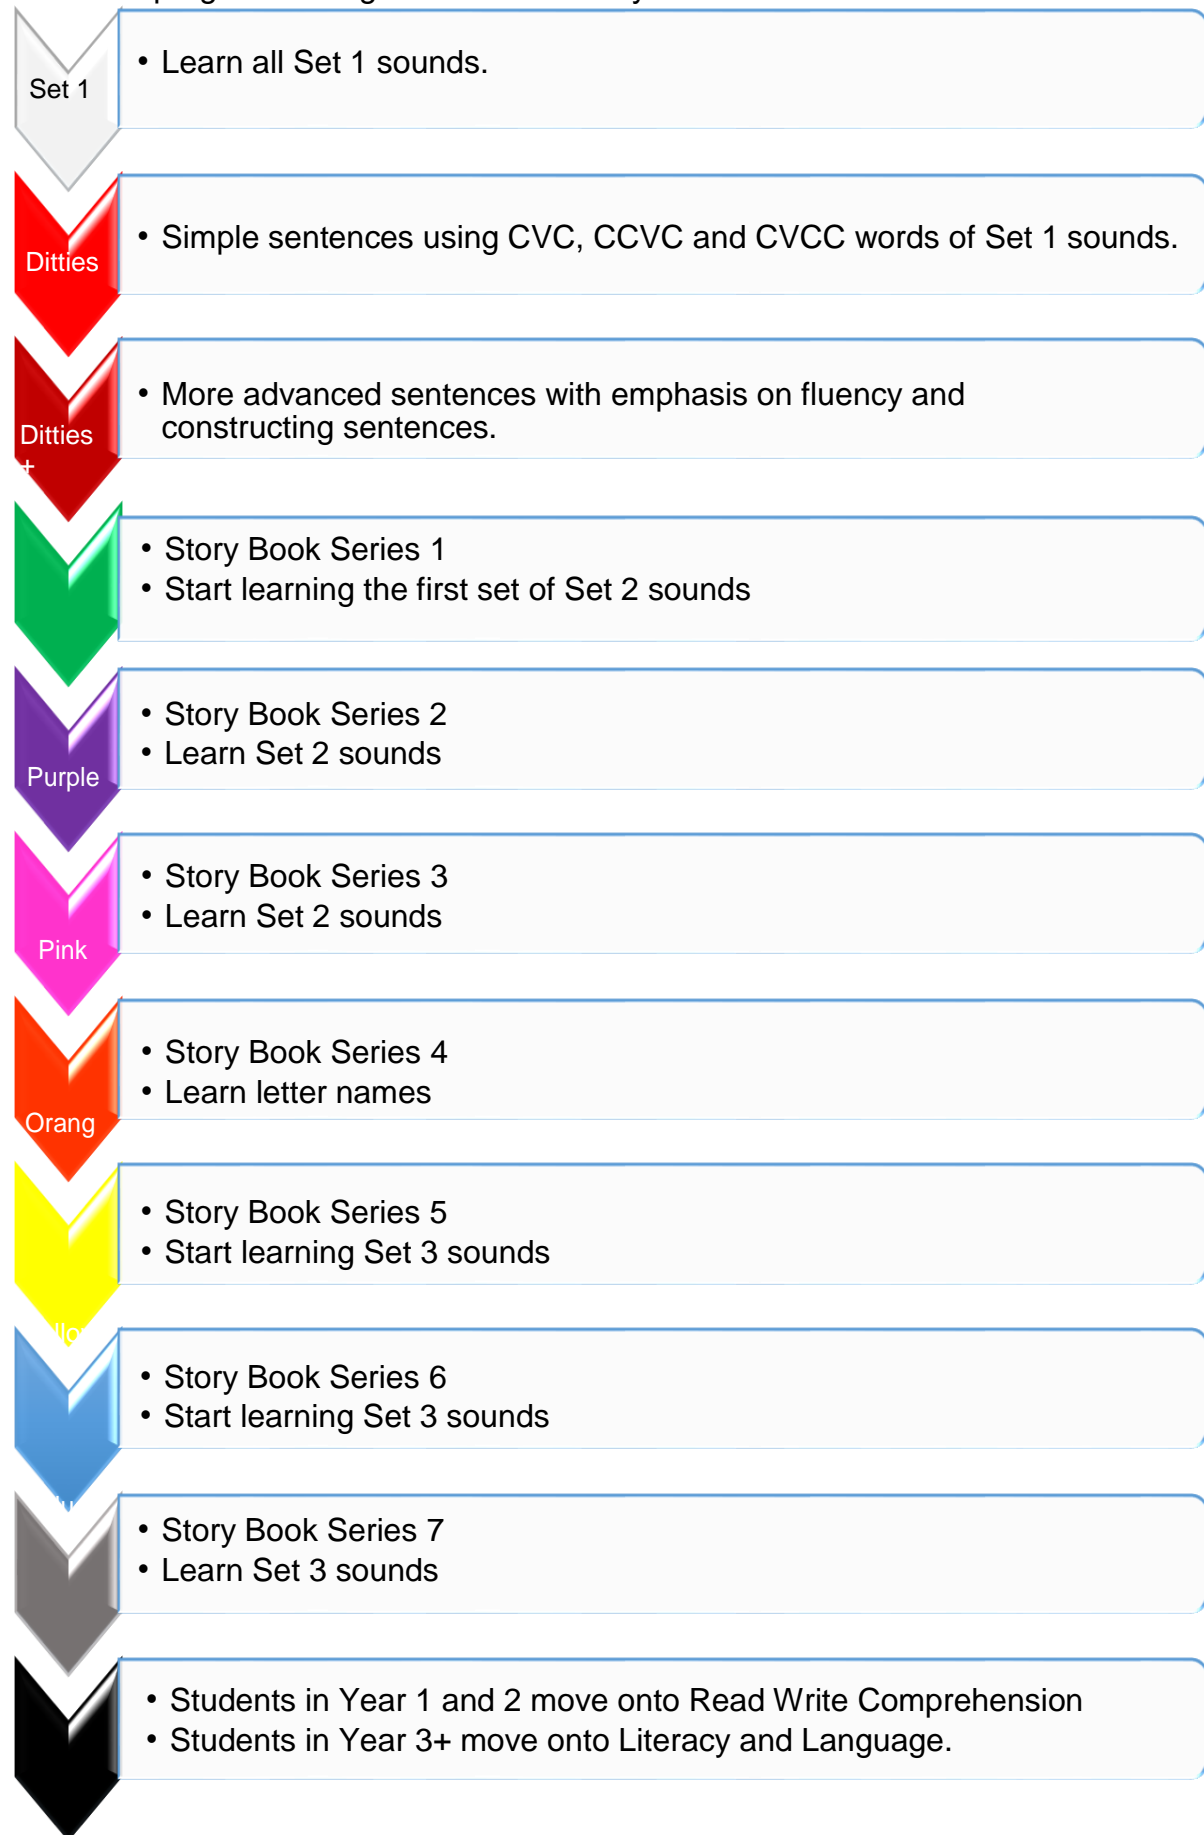 Set 1
• Learn all Set 1 sounds.
Ditties
• Simple sentences using CVC, CCVC and CVCC words of Set 1 sounds.
Ditties
+
• More advanced sentences with emphasis on fluency and
constructing sentences.
• Story Book Series 1
• Start learning the first set of Set 2 sounds
Purple
• Story Book Series 2
• Learn Set 2 sounds
Pink
• Story Book Series 3
• Learn Set 2 sounds
Orang
• Story Book Series 4
• Learn letter names
• Story Book Series 5
• Start learning Set 3 sounds
• Story Book Series 6
• Start learning Set 3 sounds
• Story Book Series 7
• Learn Set 3 sounds
• Students in Year 1 and 2 move onto Read Write Comprehension
• Students in Year 3+ move onto Literacy and Language.